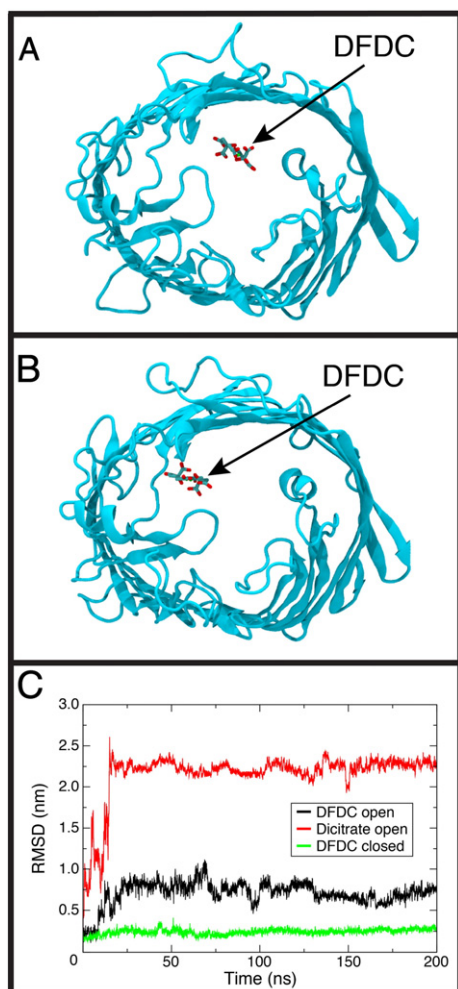 A
DFDC
B
DFDC
C
3.0
2.5
2.0
1.5
1.0
0.5
RMSD (nm)
DFDC open
Dicitrate open
DFDC closed
0
50
100
150
200
Time (ns)